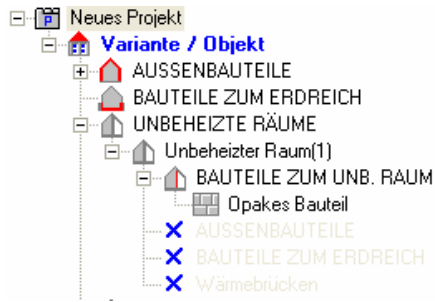 Neues Projekt
Variante / Objekt
AUSSENBAUTEILE
BAUTEILE ZUM ERDREICH
UNBEHEIZTE RÄUME
Unbeheizter Raum(1)
BAUTEILE ZUM UNB. RAUM
Opakes Bauteil
AUSSENBAUTEILE
BAUTEILE ZUM ERDREICH
Wärmebrücken